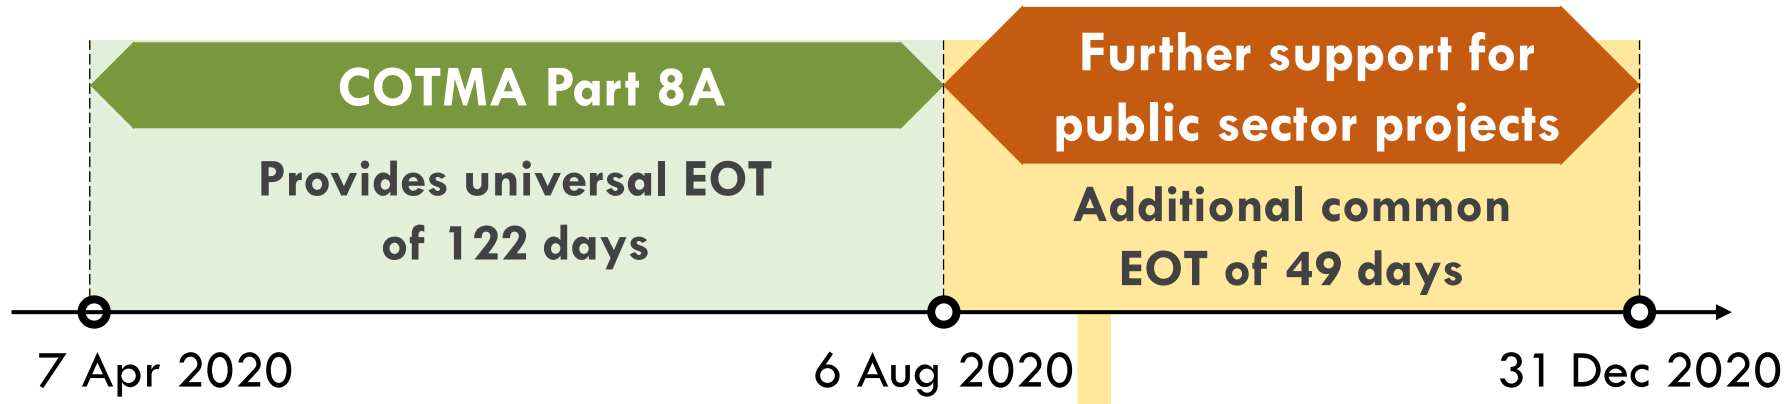 COTMA Part 8A
Provides universal EOT
of 122 days
Further support for
public sector projects
Additional common
EOT of 49 days
7 Apr 2020
6 Aug 2020
31 Dec 2020